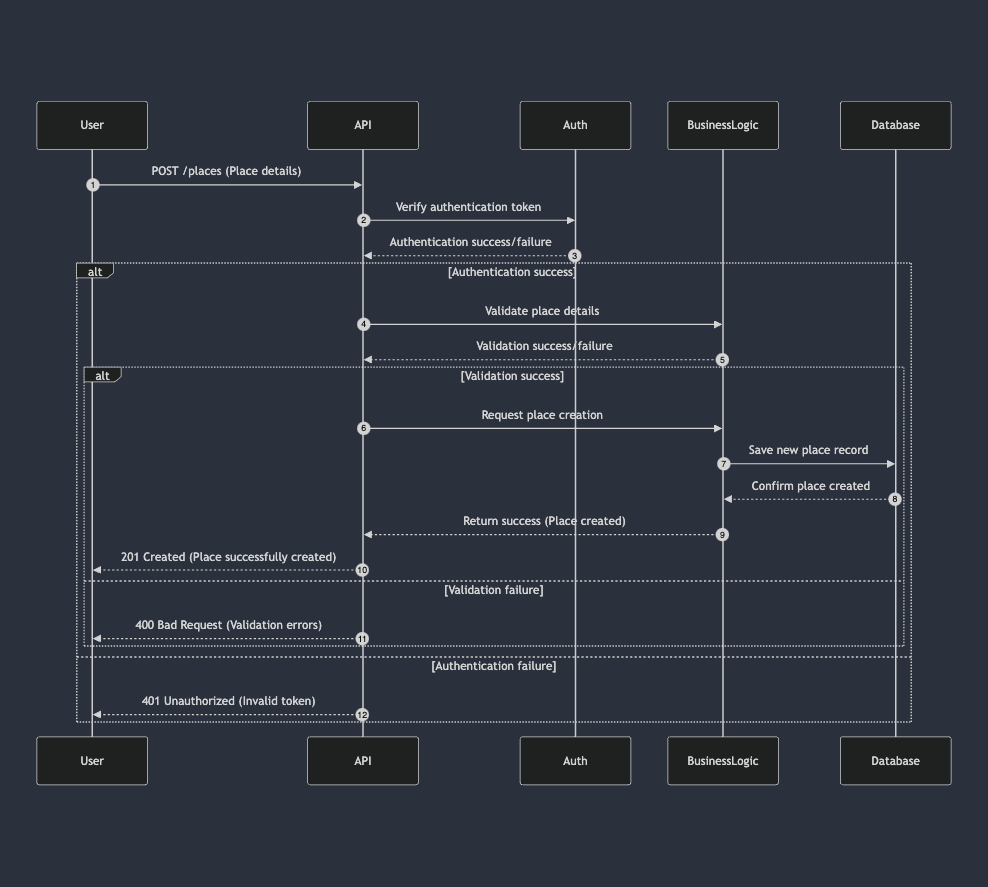 User
API
Auth
BusinessLogic
Database
POST /places (Place details)
1
Verify authentication token
2
Authentication success/failure
3
alt
[Authentication success]
Validate place details
4
Validation success/failure
5
alt
[Validation success]
Request place creation
6
Save new place record
7
Confirm place created
8
Return success (Place created)
9
201 Created (Place successfully created)
10
[Validation failure]
400 Bad Request (Validation errors)
11
[Authentication failure]
401 Unauthorized (Invalid token)
12
User
API
Auth
BusinessLogic
Database